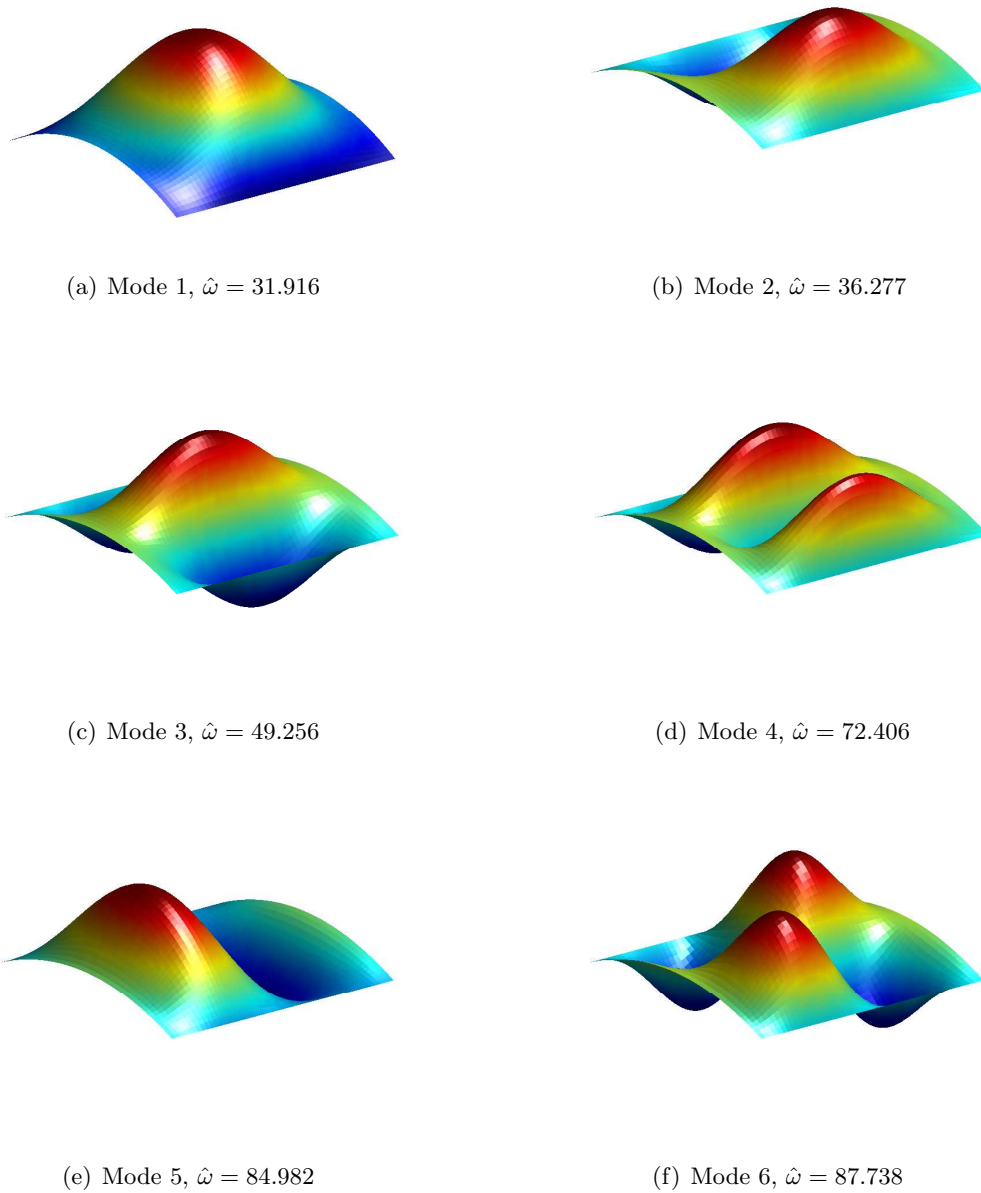 (a) Mode 1, ω̂ = 31.916
(b) Mode 2, ω̂ = 36.277
(c) Mode 3, ω̂ = 49.256
(d) Mode 4, ω̂ = 72.406
(e) Mode 5, ω̂ = 84.982
(f) Mode 6, ω̂ = 87.738